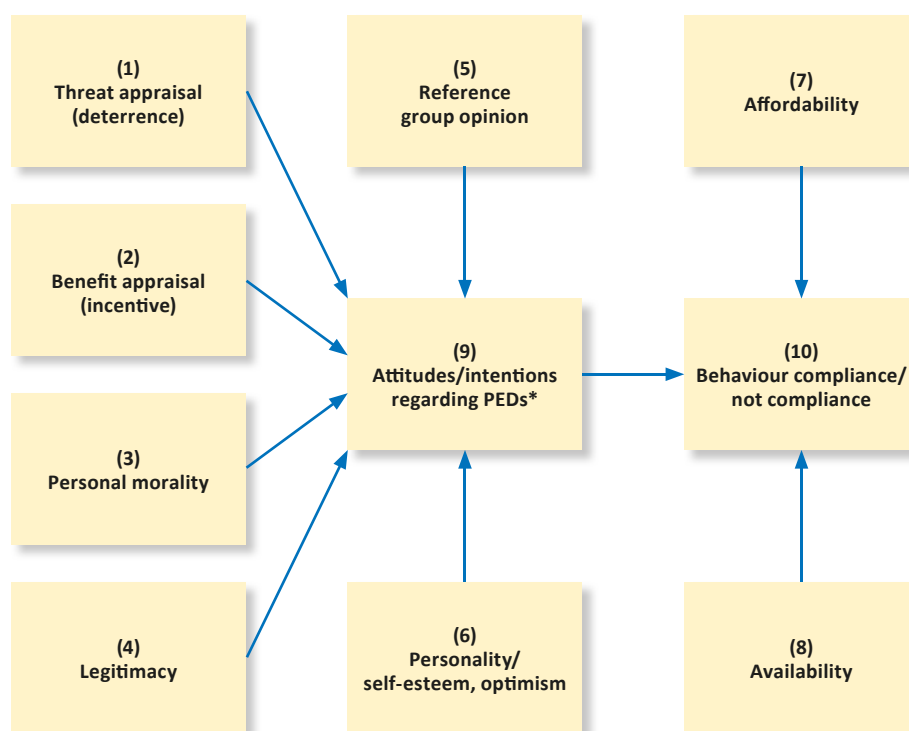 (1)
Threat appraisal
(deterrence)
(5)
Reference
group opinion
(7)
Affordability
(2)
Benefit appraisal
(incentive)
(9)
Attitudes/intentions
regarding PEDs*
(10)
Behaviour compliance/
not compliance
(3)
Personal morality
(4)
Legitimacy
(6)
Personality/
self-esteem, optimism
(8)
Availability